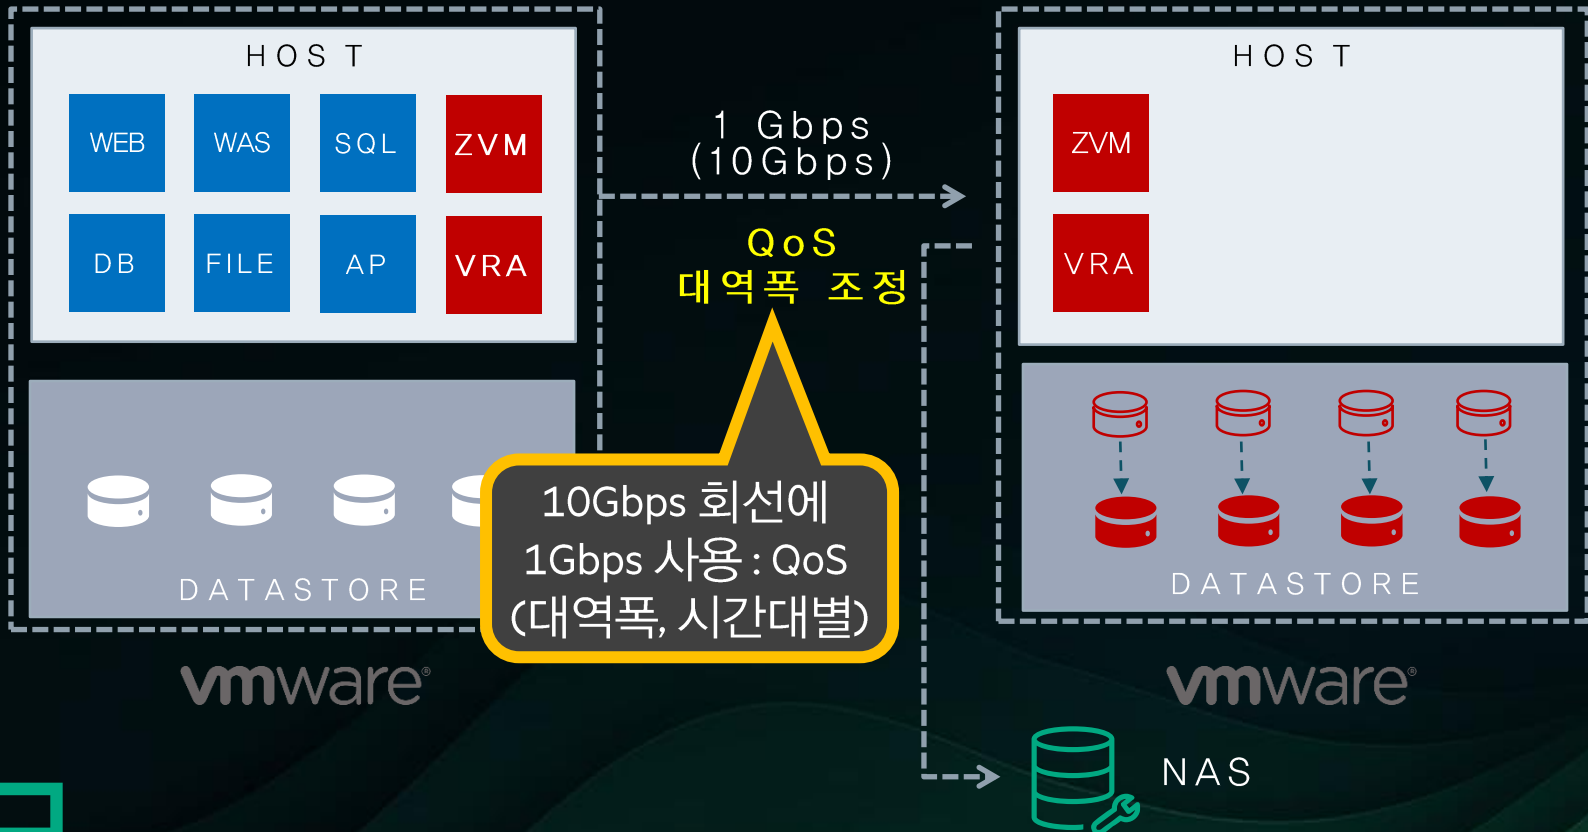 HOST
WEB
WAS
SQL
ZVM
DB
FILE
AP
VRA
DATASTORE
vmware®
1 Gbps
(10Gbps)
QoS
대역폭 조정
10Gbps 회선에
1Gbps 사용 : QoS
(대역폭, 시간대별)
HOST
ZVM
VRA
DATASTORE
vmware®
NAS